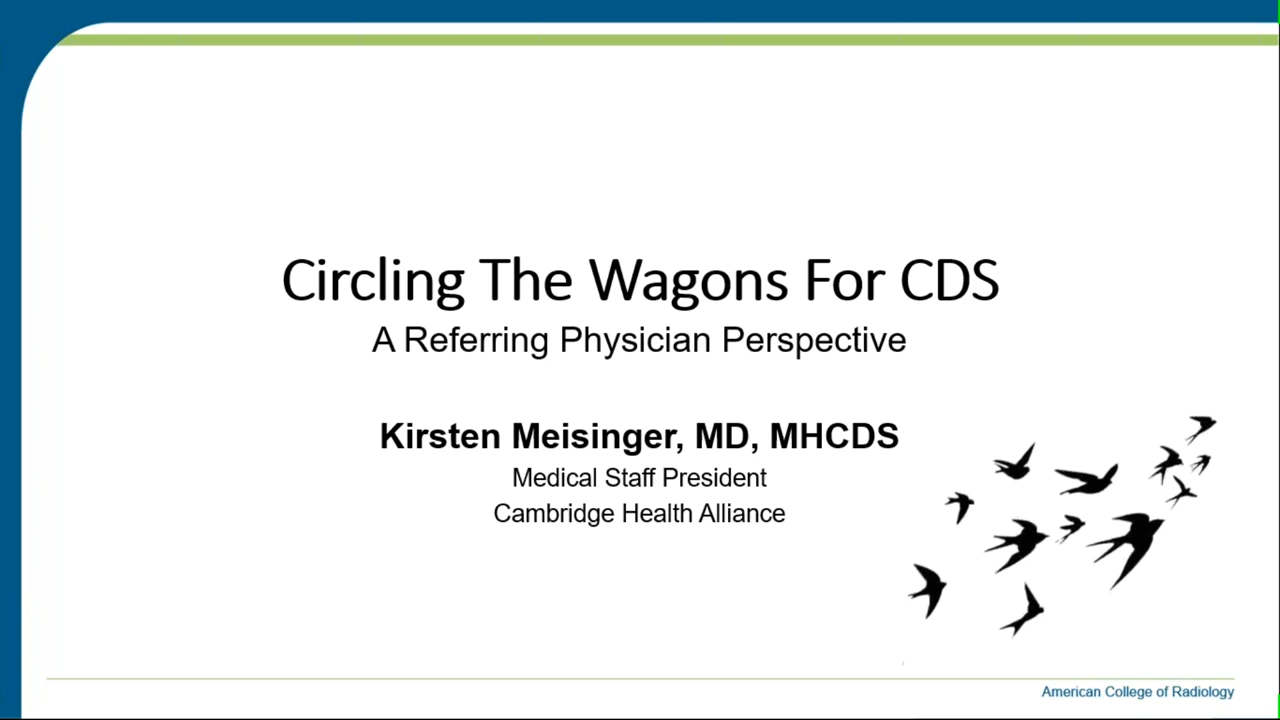 Circling The Wagons For CDS
A Referring Physician Perspective
Kirsten Meisinger, MD, MHCDS
Medical Staff President
Cambridge Health Alliance
American College of Radiology